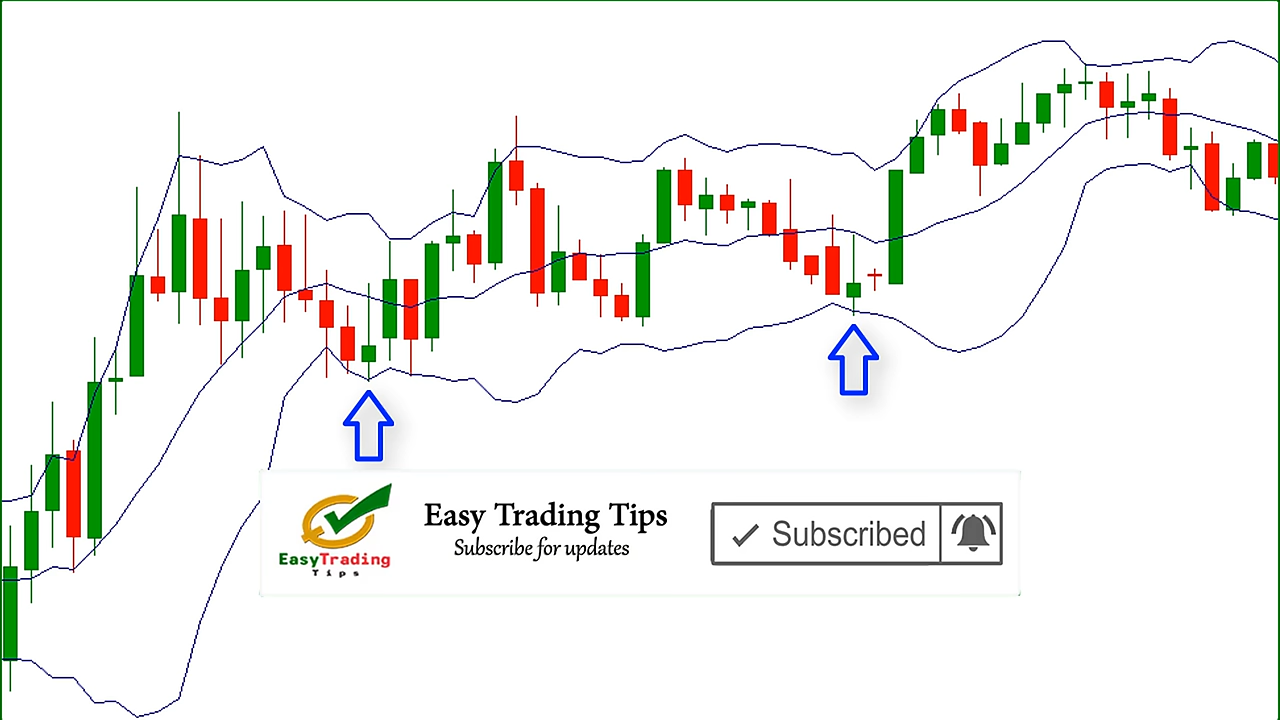 EasyTrading
Tips
Easy Trading Tips
Subscribe for updates
Subscribed